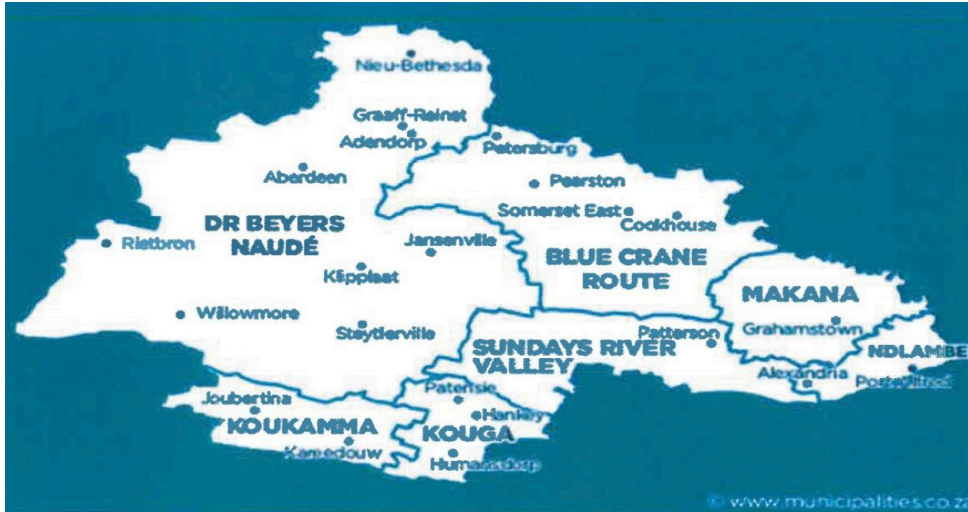 Nieu-Bethesda
Graaff-Reinet
Adendorp
Petersburg
Aberdeen
Pearston
Somerset East
Cookhouse
DR BEYERS
NAUDÉ
Rietbron
Jansenville
BLUE CRANE
ROUTE
Klipplaat
MAKANA
Willowmore
Grahamstown
Steytlerville
Patterson
SUNDAYS RIVER
VALLEY
NDLAMBE
Alexandria
Patensie
Joubertina
Hankey
KOUKAMMA
KOUGA
Kareedouw
Humansdorp
© www.municipalities.co.za